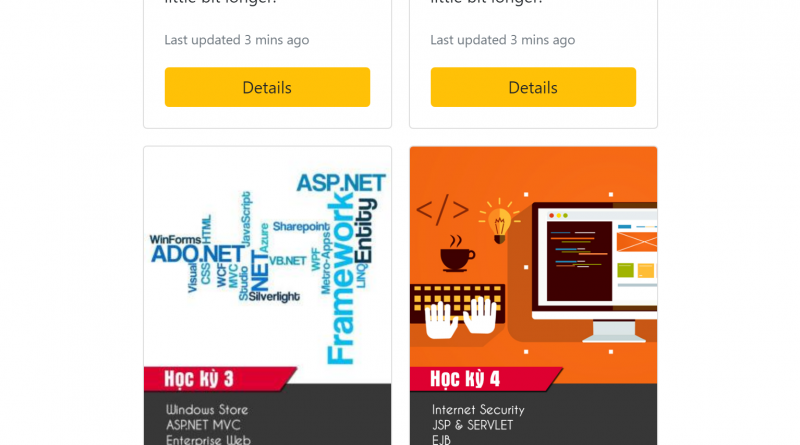 little bit longer.
little bit longer.
Last updated 3 mins ago
Last updated 3 mins ago
Details
Details
ASP.NET
JavaScript
HTML
Framework
Entity
Sharepoint
Azure
WinForms
ADO.NET
VB.NET
WPF
Metro-Apps
LINQ
Visual
CSS
WCF
MVC
Studio
.NET
Silverlight
</>
Học kỳ 3
Windows Store
ASP.NET MVC
Enterprise Web
Học kỳ 4
Internet Security
JSP & SERVLET
EJB